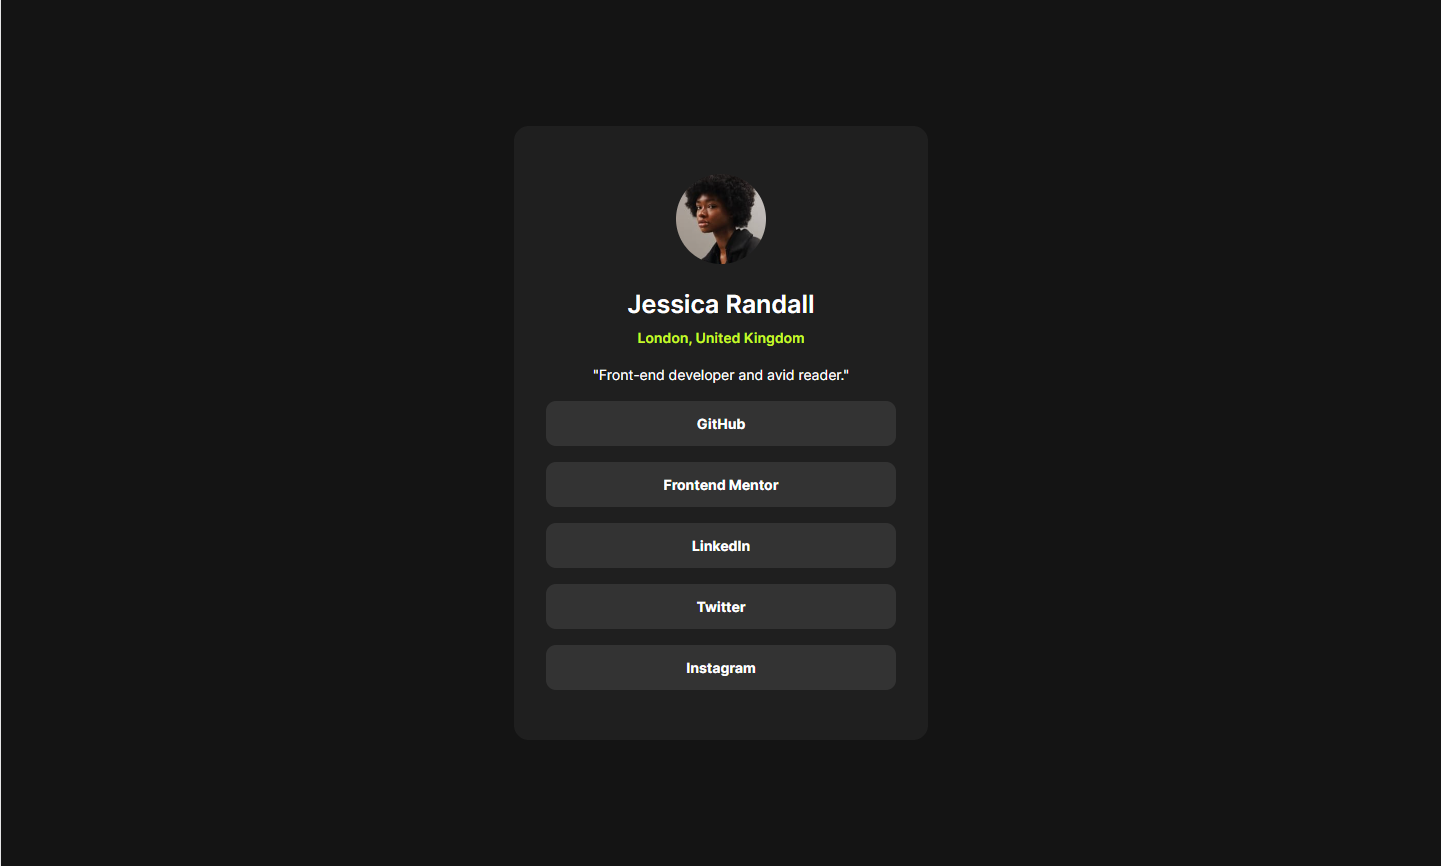 Jessica Randall
London, United Kingdom
"Front-end developer and avid reader."
GitHub
Frontend Mentor
LinkedIn
Twitter
Instagram